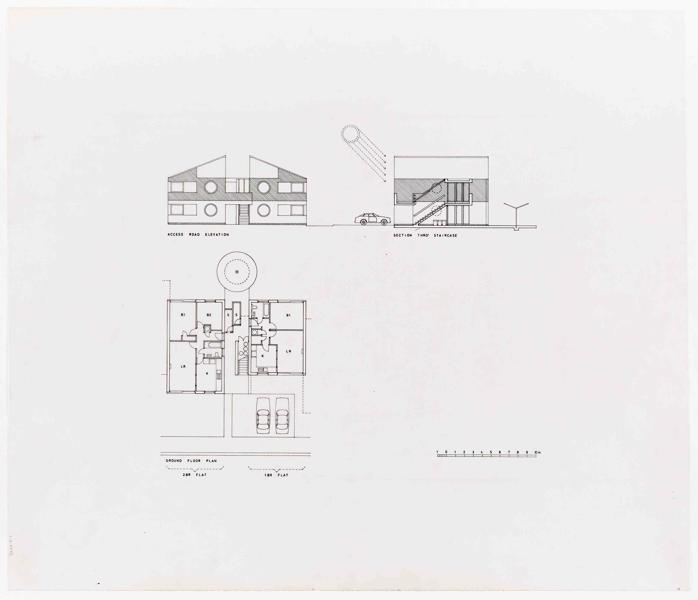 ACCESS ROAD ELEVATION
SECTION THRO' STAIRCASE
B1 B2
B1
LR
K
K
LR
GROUND FLOOR PLAN
2BR FLAT
1BR FLAT
1 0 1 2 3 4 5 6 7 8 9 10m